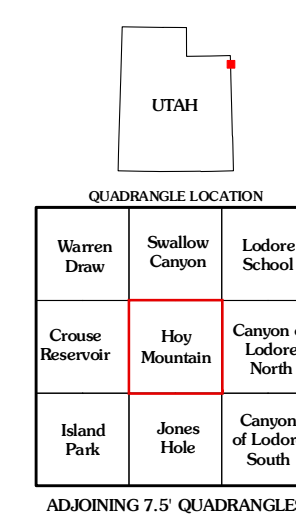 UTAH
QUADRANGLE LOCATION
Warren
Draw
Swallow
Canyon
Lodore
School
Crouse
Reservoir
Hoy
Mountain
Canyon
Lodore
North
Island
Park
Jones
Hole
Canyon
of Lodor
South
ADJOINING 7.5' QUADRANGLES